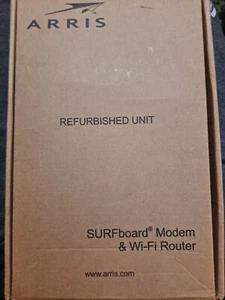 ARRIS
REFURBISHED UNIT
SURFboard® Modem
& Wi-Fi Router
www.arris.com